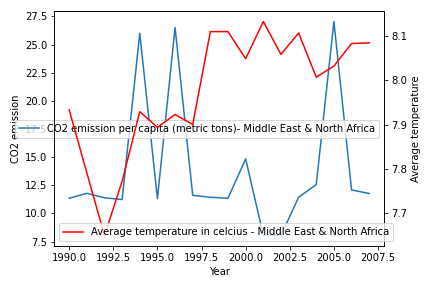 27.5
25.0
22.5
20.0
17.5
15.0
12.5
10.0
7.5
CO2 emission
CO2 emission per capita (metric tons)- Middle East & North Africa
Average temperature in celcius - Middle East & North Africa
8.1
8.0
7.9
7.8
7.7
Average temperature
1990.0 1992.5 1995.0 1997.5 2000.0 2002.5 2005.0 2007.5
Year